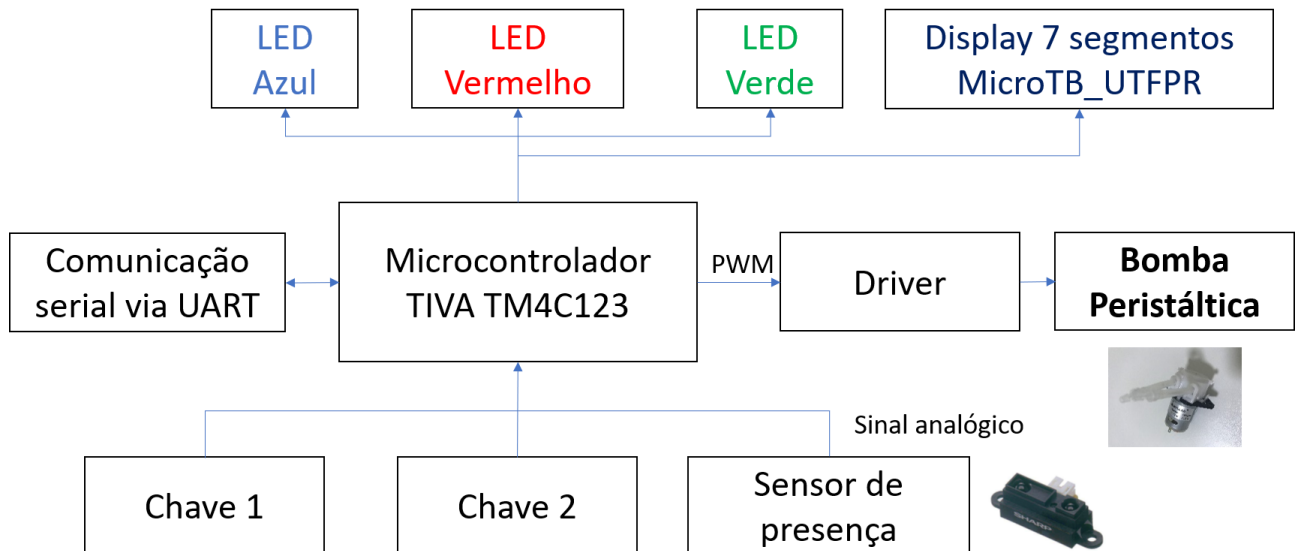 LED
Azul
LED
Vermelho
LED
Verde
Display 7 segmentos
MicroTB_UTFPR
Comunicação
serial via UART
Microcontrolador
TIVA TM4C123
PWM
Driver
Bomba
Peristáltica
Sinal analógico
Chave 1
Chave 2
Sensor de
presença
SHARP